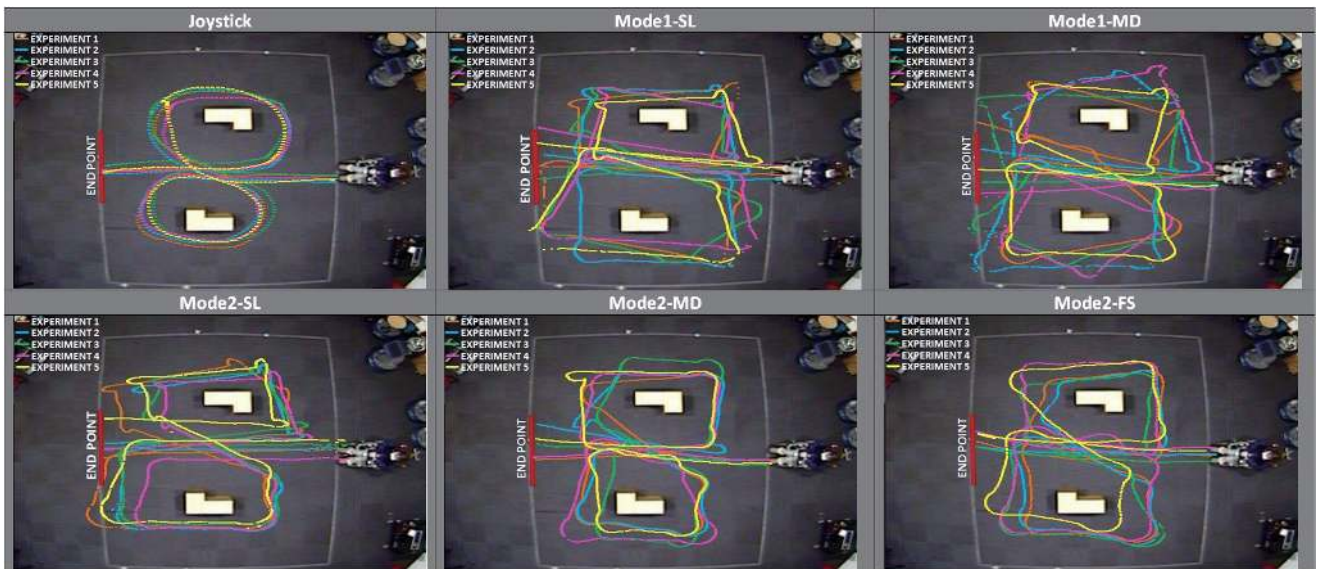 Joystick
EXPERIMENT 1
EXPERIMENT 2
EXPERIMENT 3
EXPERIMENT 4
EXPERIMENT 5
END POINT
Mode1-SL
EXPERIMENT 1
EXPERIMENT 2
EXPERIMENT 3
EXPERIMENT 4
EXPERIMENT 5
END POINT
Mode1-MD
EXPERIMENT 1
EXPERIMENT 2
EXPERIMENT 3
EXPERIMENT 4
EXPERIMENT 5
END POINT
Mode2-SL
EXPERIMENT 1
EXPERIMENT 2
EXPERIMENT 3
EXPERIMENT 4
EXPERIMENT 5
END POINT
Mode2-MD
EXPERIMENT 1
EXPERIMENT 2
EXPERIMENT 3
EXPERIMENT 4
EXPERIMENT 5
END POINT
Mode2-FS
EXPERIMENT 1
EXPERIMENT 2
EXPERIMENT 3
EXPERIMENT 4
EXPERIMENT 5
END POINT